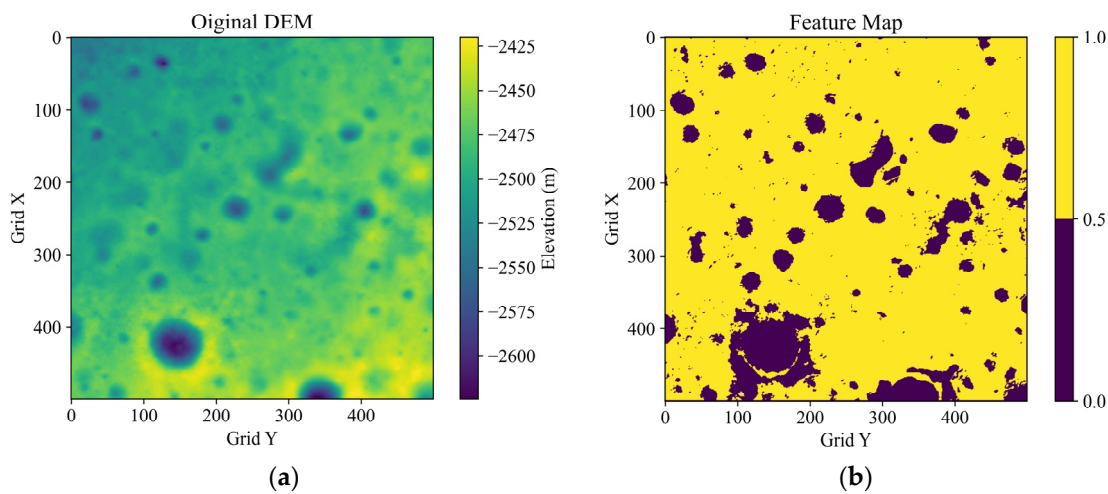 Oiginal DEM
0
100
200
300
400
Grid X
0 100 200 300 400
Grid Y
−2425
−2450
−2475
−2500
−2525
−2550
−2575
−2600
Elevation (m)
(a)
Feature Map
0
100
200
300
400
Grid X
0 100 200 300 400
Grid Y
1.0
0.5
0.0
(b)